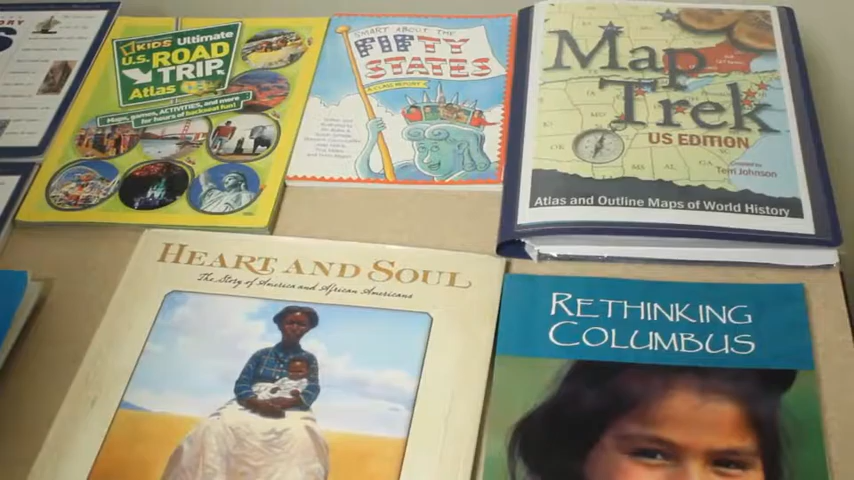 KIDS Ultimate
U.S. ROAD
TRIP
Atlas
Maps, Games, ACTIVITIES, and more
for hours of backseat fun!
SMART ABOUT THE
FIFTY
STATES
Map
Trek
US EDITION
Terri Johnson
Atlas and Outline Maps of World History
HEART AND SOUL
The Story of America and African Americans
RETHINKING
COLUMBUS